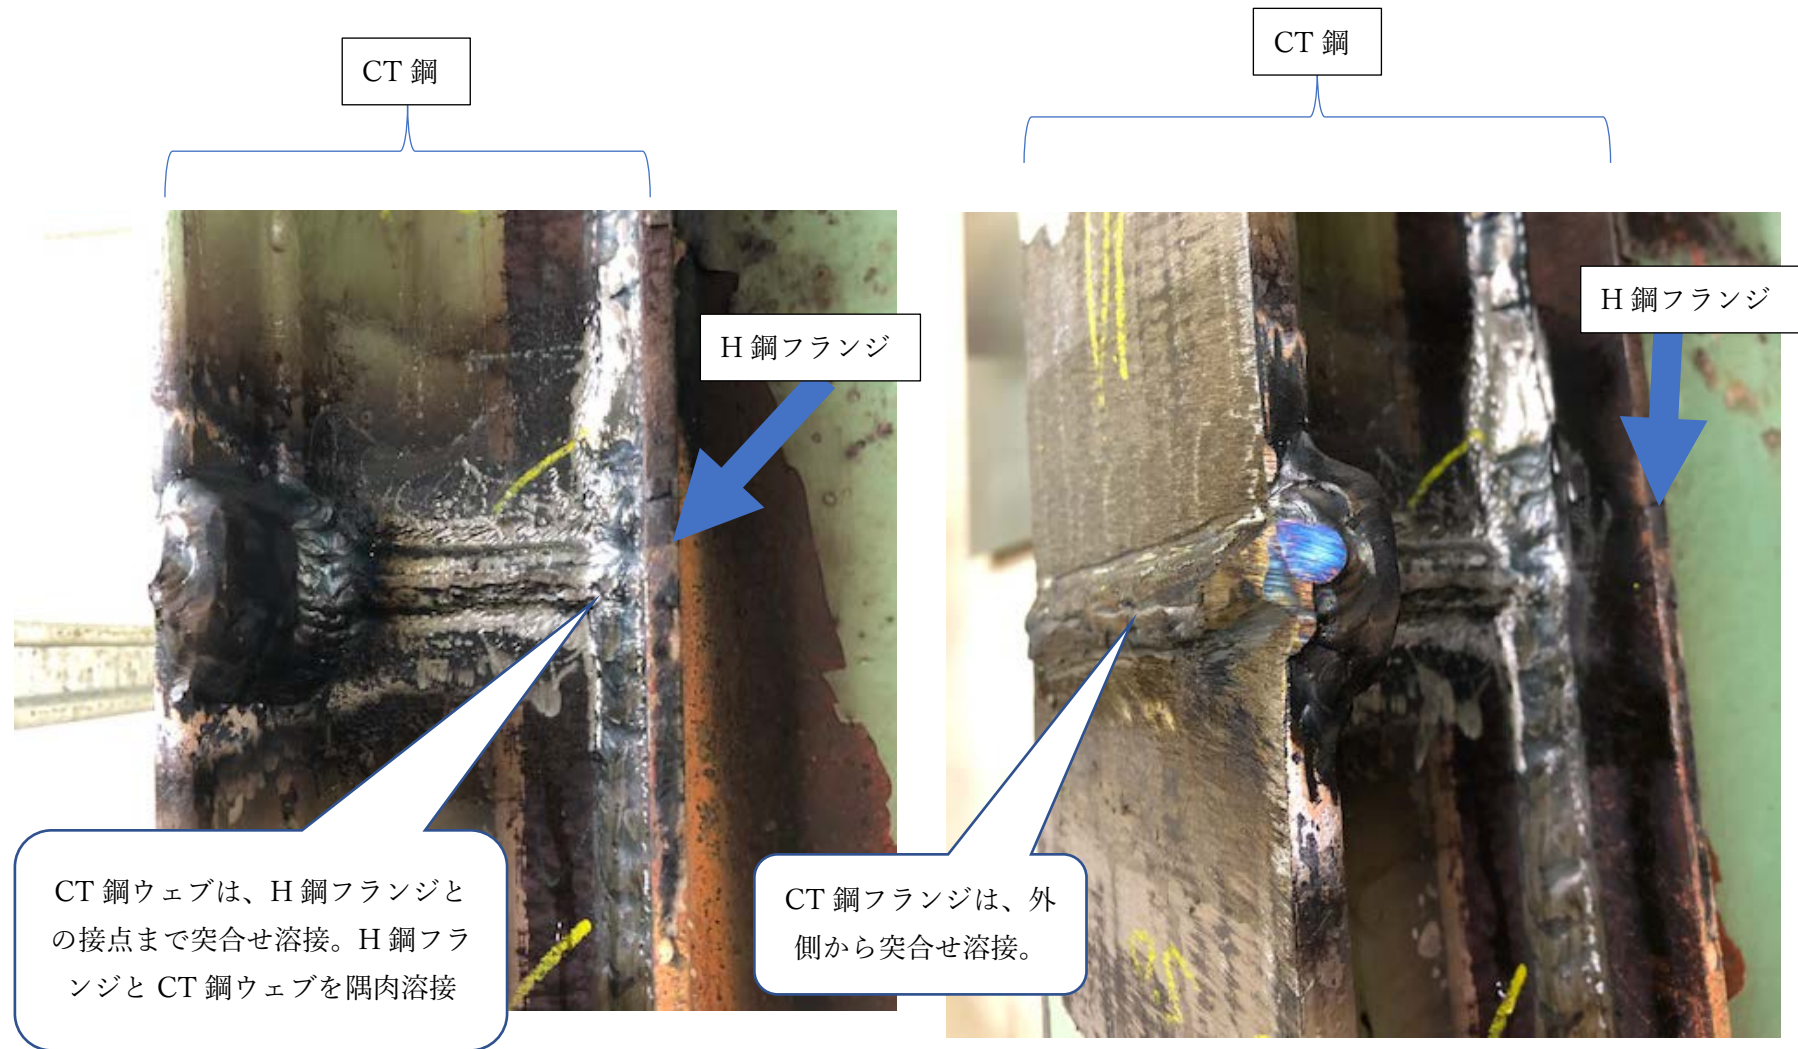 CT 鋼
CT 鋼
H 鋼フランジ
H 鋼フランジ
CT 鋼ウェブは、H 鋼フランジと
の接点まで突合せ溶接。H 鋼フラ
ンジと CT 鋼ウェブを隅肉溶接
CT 鋼フランジは、外
側から突合せ溶接。